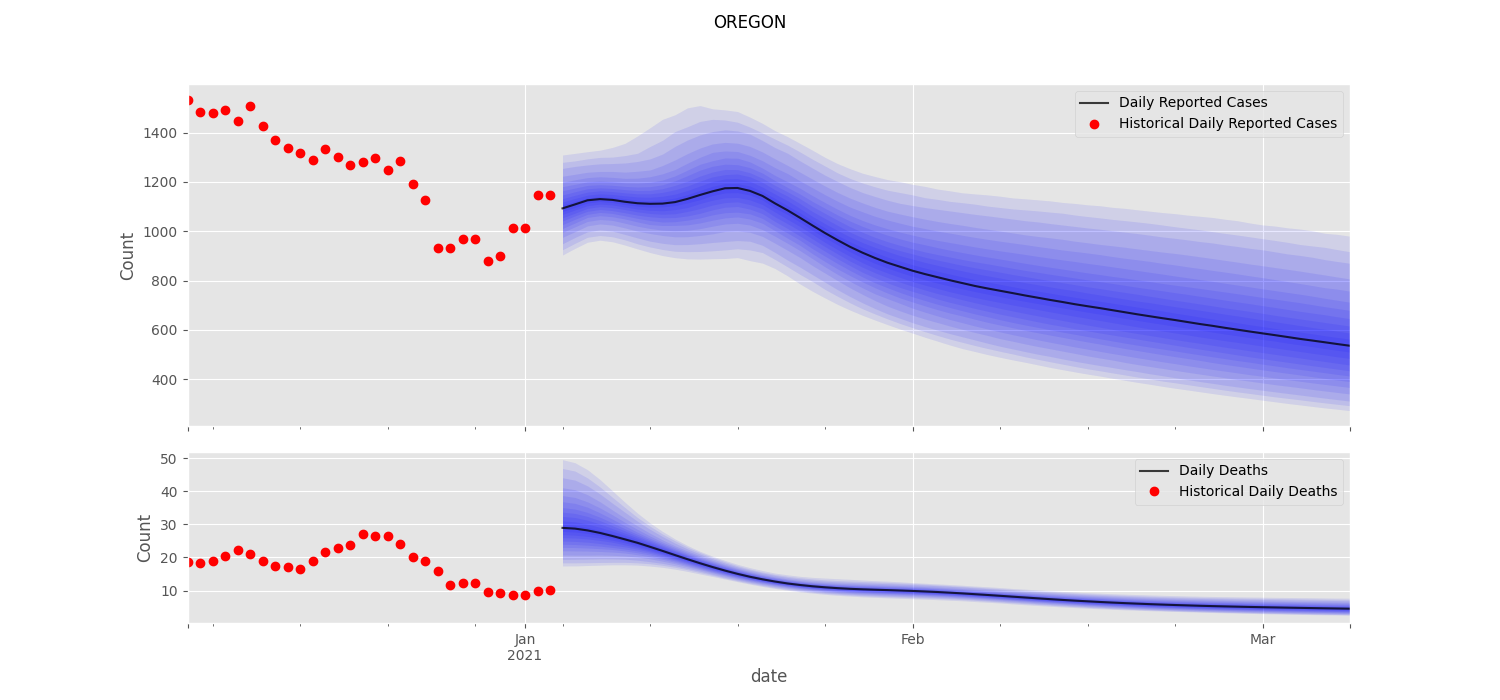 OREGON
Count
1400
1200
1000
800
600
400
Daily Reported Cases
Historical Daily Reported Cases
Count
50
40
30
20
10
Daily Deaths
Historical Daily Deaths
Jan
2021
Feb
Mar
date